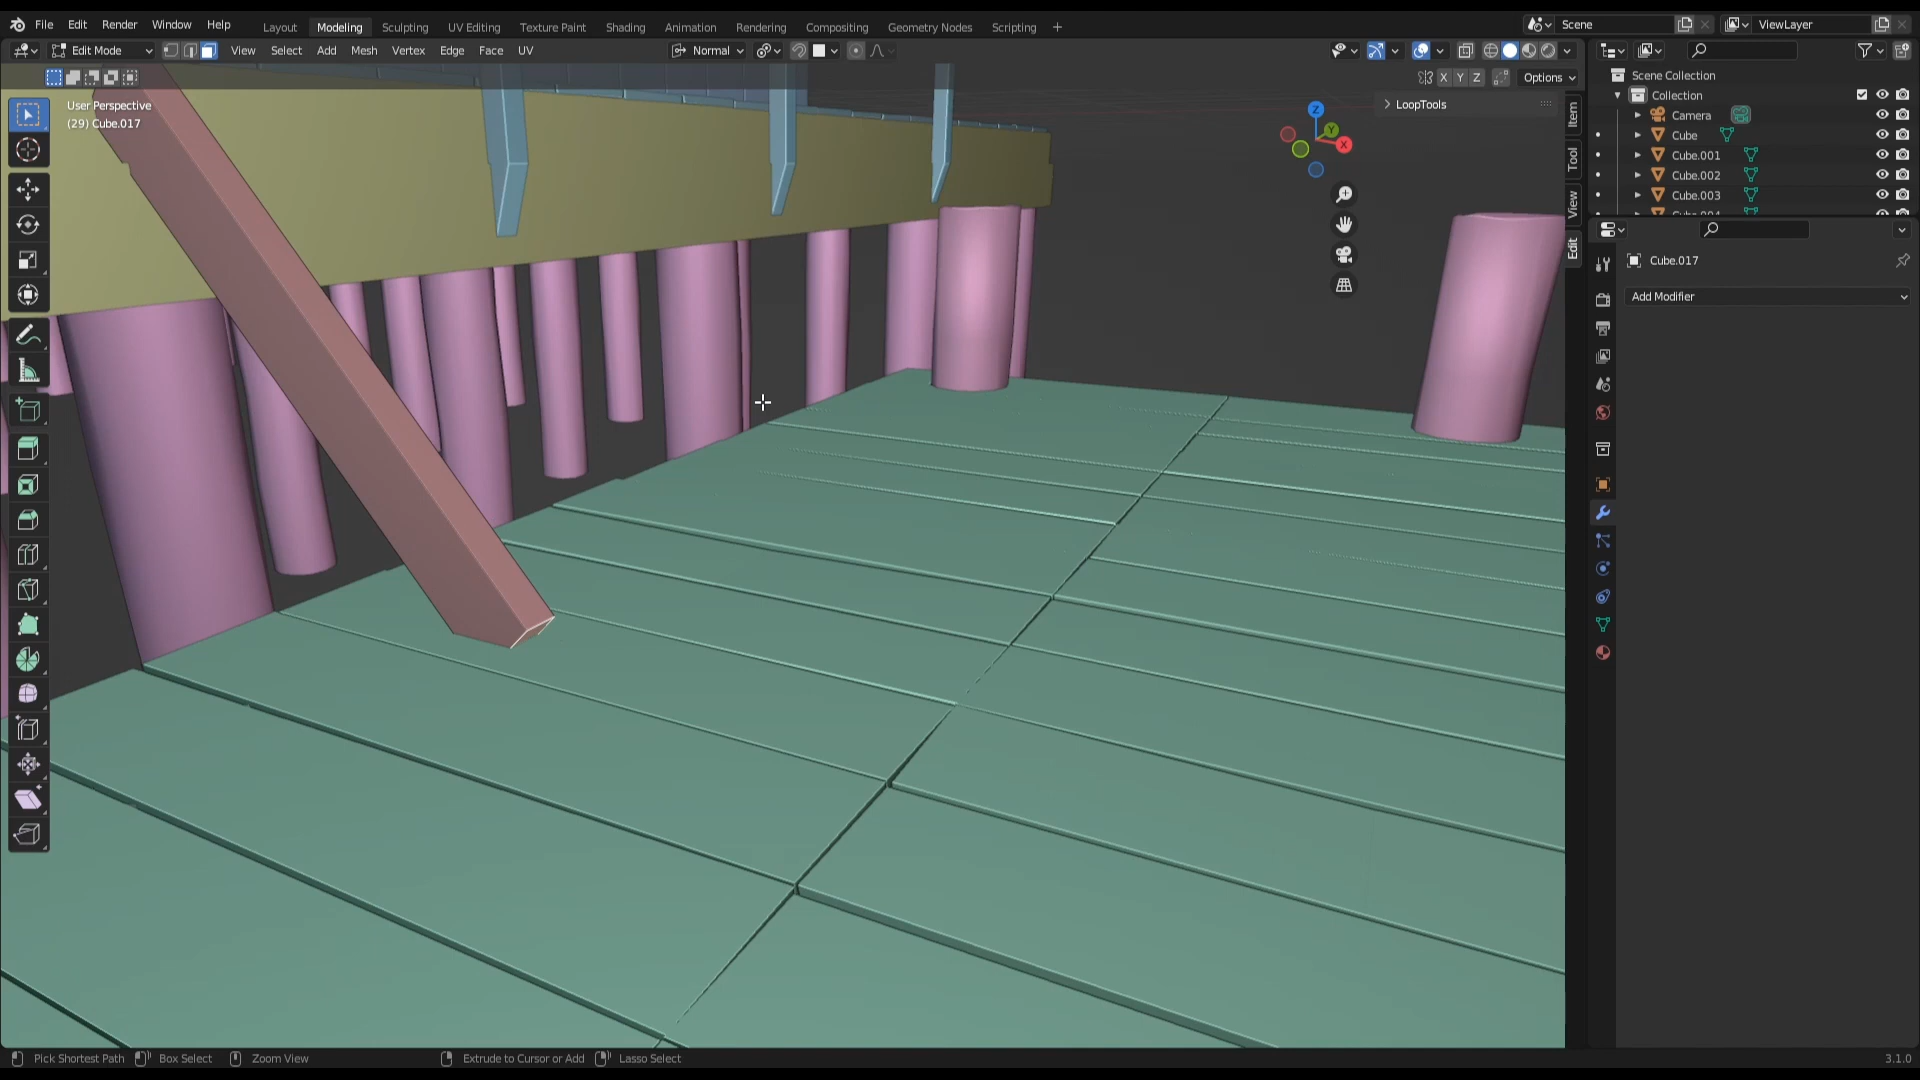 File Edit Render Window Help
Layout Modeling Sculpting UV Editing Texture Paint Shading Animation Rendering Compositing Geometry Nodes Scripting +
Scene
ViewLayer
Edit Mode View Select Add Mesh Vertex Edge Face UV
Normal
X Y Z Options
User Perspective
(29) Cube.017
LoopTools
Z
Y
X
Item
Tool
View
Edit
Scene Collection
Collection
Camera
Cube
Cube.001
Cube.002
Cube.003
Cube.017
Add Modifier
Pick Shortest Path Box Select Zoom View Extrude to Cursor or Add Lasso Select 3.1.0